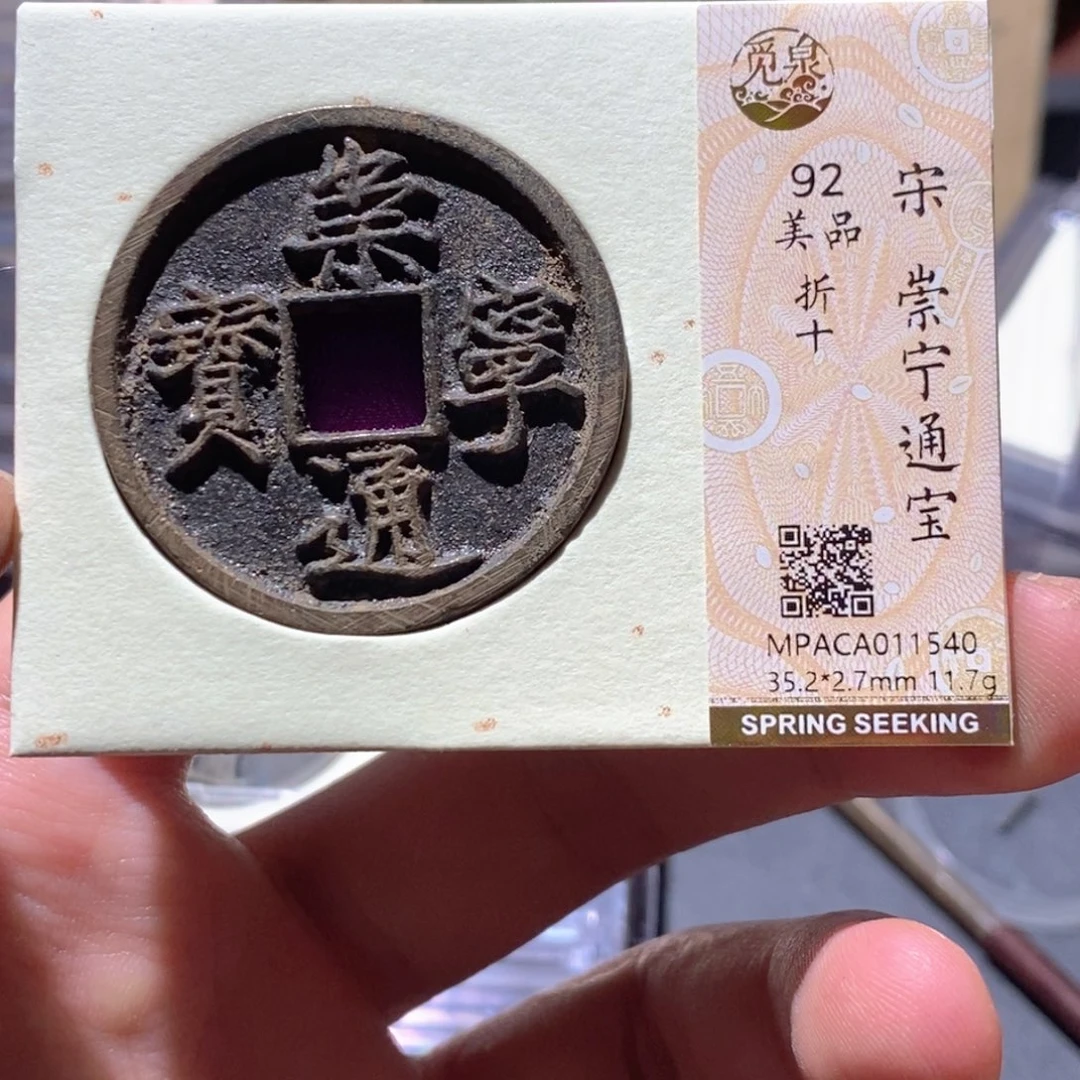 崇寧通寳
觅泉
宋 崇宁通宝
92
美品
折十
MPACA011540
35.2*2.7mm 11.7g
SPRING SEEKING